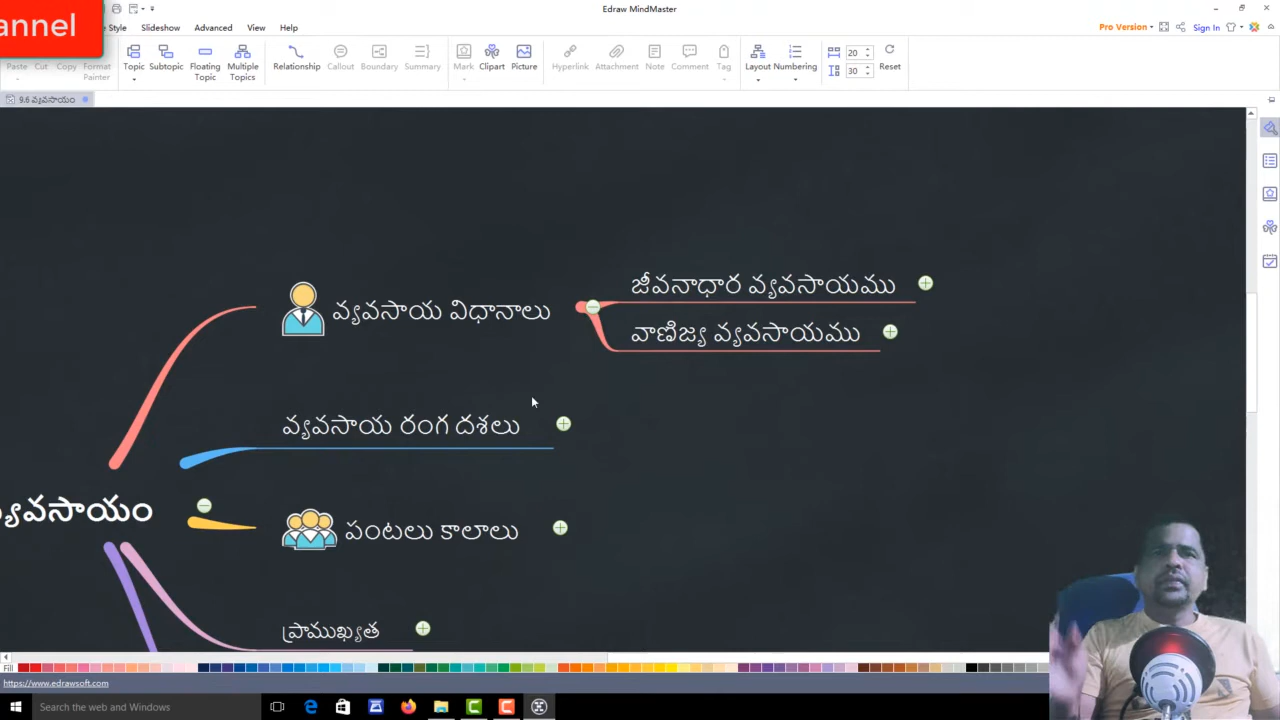 annel
Edraw MindMaster
Style Slideshow Advanced View Help
Pro Version
Sign In
Paste Cut Copy Format Painter
Topic Subtopic Floating Topic Multiple Topics
Relationship Callout Boundary Summary
Mark Clipart Picture
Hyperlink Attachment Note Comment Tag
Layout Numbering 20 30 Reset
9.6 వ్యవసాయం
జీవనాధార వ్యవసాయము
వ్యవసాయ విధానాలు
వాణిజ్య వ్యవసాయము
వ్యవసాయ రంగ దశలు
వ్యవసాయం
పంటలు కాలాలు
ప్రాముఖ్యత
Fill
https://www.edrawsoft.com
Search the web and Windows